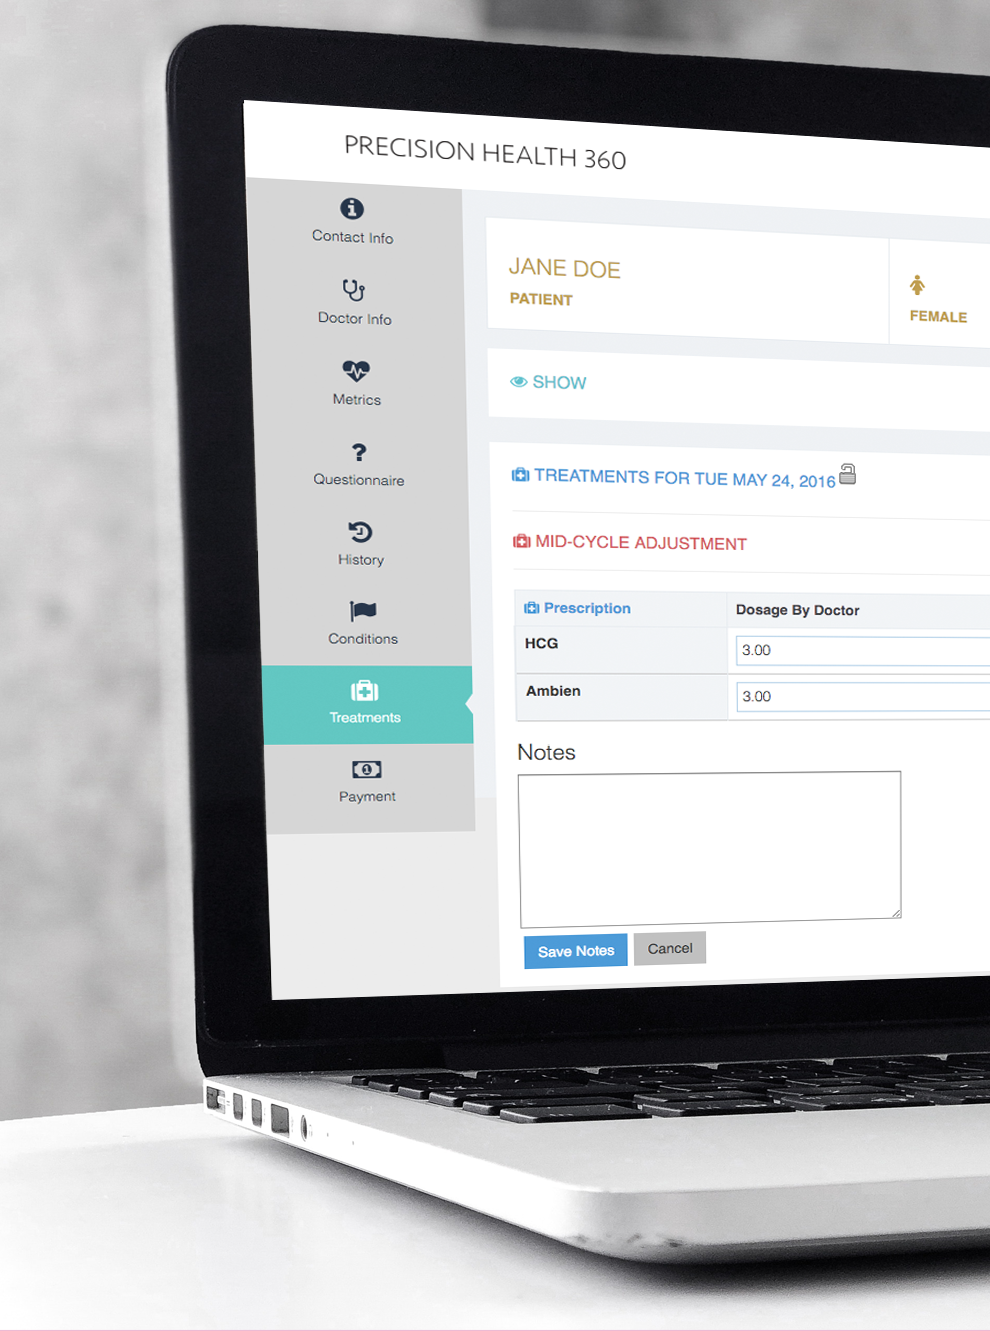 PRECISION HEALTH 360
Contact Info
Doctor Info
Metrics
Questionnaire
History
Conditions
Treatments
Payment
JANE DOE
PATIENT
FEMALE
SHOW
TREATMENTS FOR TUE MAY 24, 2016
MID-CYCLE ADJUSTMENT
Prescription
Dosage By Doctor
HCG
3.00
Ambien
3.00
Notes
Save Notes
Cancel